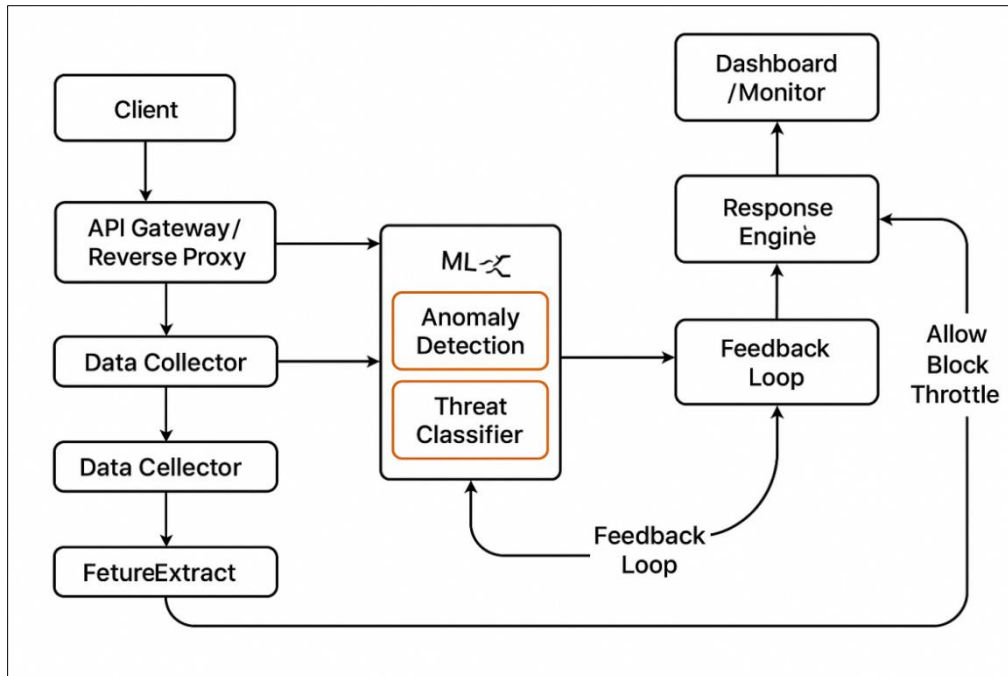 Client
API Gateway/
Reverse Proxy
Data Collector
Data Cellector
FetureExtract
ML
Anomaly
Detection
Threat
Classifier
Feedback
Loop
Dashboard
/Monitor
Response
Engine
Feedback
Loop
Allow
Block
Throttle